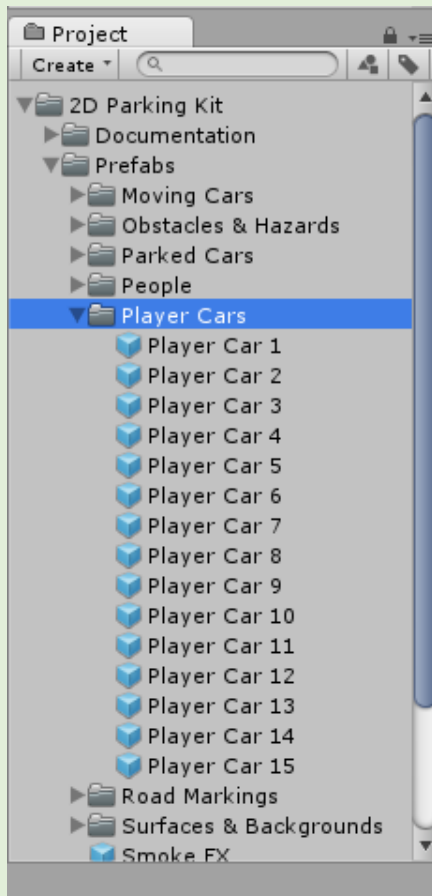 Project
Create
2D Parking Kit
Documentation
Prefabs
Moving Cars
Obstacles & Hazards
Parked Cars
People
Player Cars
Player Car 1
Player Car 2
Player Car 3
Player Car 4
Player Car 5
Player Car 6
Player Car 7
Player Car 8
Player Car 9
Player Car 10
Player Car 11
Player Car 12
Player Car 13
Player Car 14
Player Car 15
Road Markings
Surfaces & Backgrounds
Smoke FX